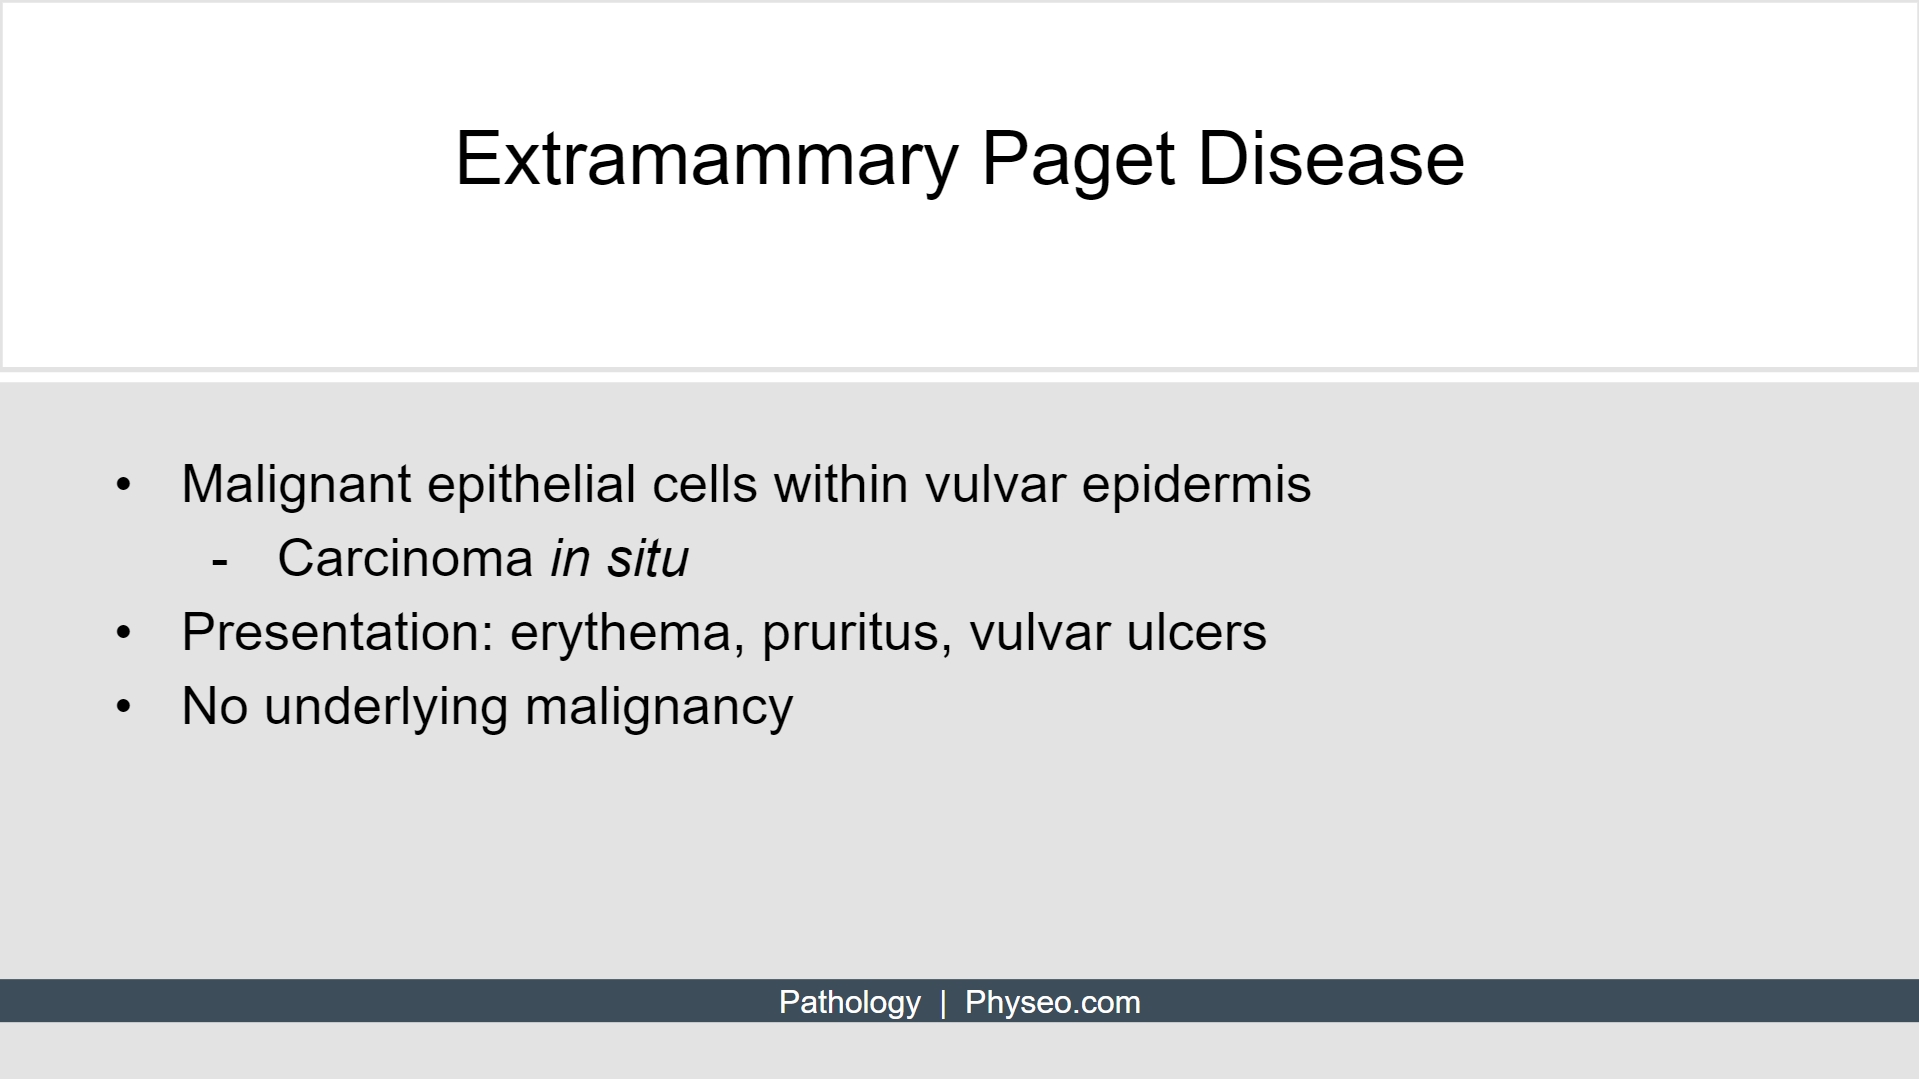 Extramammary Paget Disease
• Malignant epithelial cells within vulvar epidermis
- Carcinoma in situ
• Presentation: erythema, pruritus, vulvar ulcers
• No underlying malignancy
Pathology | Physeo.com